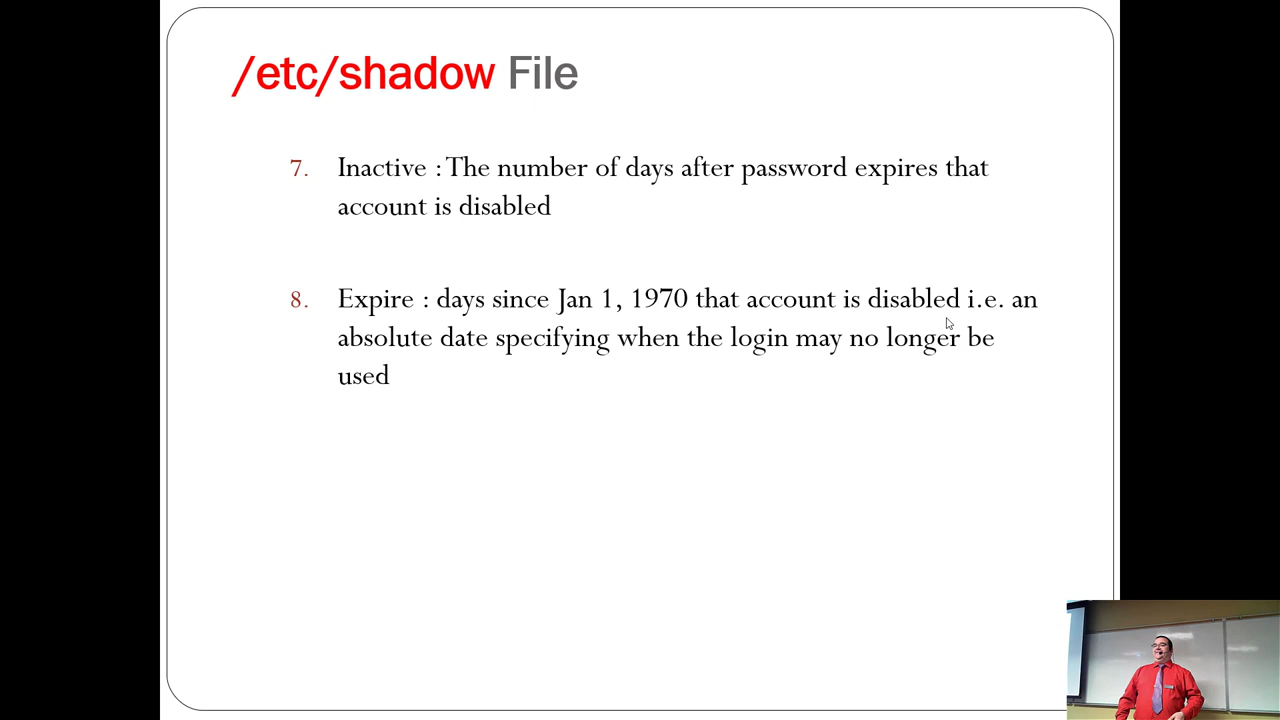 /etc/shadow File
7. Inactive : The number of days after password expires that
account is disabled
8. Expire : days since Jan 1, 1970 that account is disabled i.e. an
absolute date specifying when the login may no longer be
used